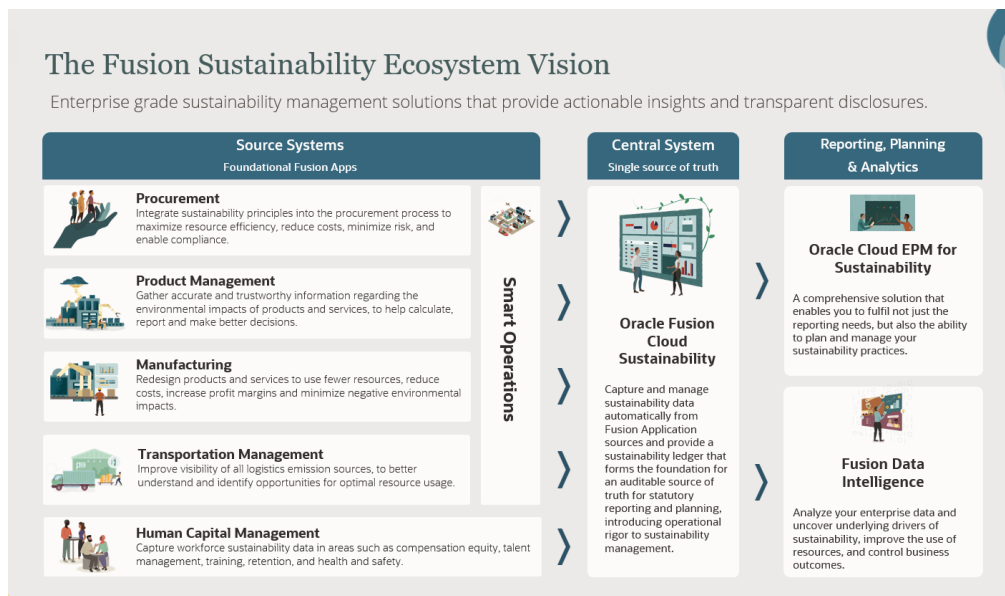 The Fusion Sustainability Ecosystem Vision
Enterprise grade sustainability management solutions that provide actionable insights and transparent disclosures.
Source Systems
Foundational Fusion Apps
Procurement
Integrate sustainability principles into the procurement process to
maximize resource efficiency, reduce costs, minimize risk, and
enable compliance.
Product Management
Gather accurate and trustworthy information regarding the
environmental impacts of products and services, to help calculate,
report and make better decisions.
Manufacturing
Redesign products and services to use fewer resources, reduce
costs, increase profit margins and minimize negative environmental
impacts.
Transportation Management
Improve visibility of all logistics emission sources, to better
understand and identify opportunities for optimal resource usage.
Human Capital Management
Capture workforce sustainability data in areas such as compensation equity, talent
management, training, retention, and health and safety.
Smart Operations
Central System
Single source of truth
Oracle Fusion
Cloud
Sustainability
Capture and manage
sustainability data
automatically from
Fusion Application
sources and provide a
sustainability ledger that
forms the foundation for
an auditable source of
truth for statutory
reporting and planning,
introducing operational
rigor to sustainability
management.
Reporting, Planning
& Analytics
Oracle Cloud EPM for
Sustainability
A comprehensive solution that
enables you to fulfil not just the
reporting needs, but also the ability
to plan and manage your
sustainability practices.
Fusion Data
Intelligence
Analyze your enterprise data and
uncover underlying drivers of
sustainability, improve the use of
resources, and control business
outcomes.